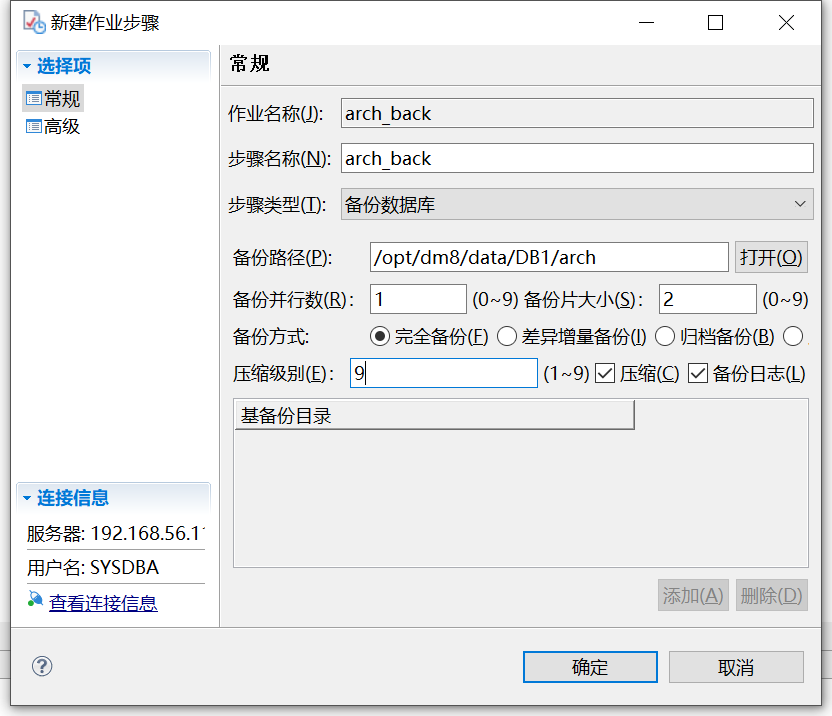 新建作业步骤
选择项
常规
高级
常规
作业名称(J): arch_back
步骤名称(N): arch_back
步骤类型(T): 备份数据库
备份路径(P): /opt/dm8/data/DB1/arch 打开(O)
备份并行数(R): 1 (0~9) 备份片大小(S): 2 (0~9)
备份方式: 完全备份(F) 差异增量备份(I) 归档备份(B)
压缩级别(E): 9 (1~9) 压缩(C) 备份日志(L)
基备份目录
添加(A) 删除(D)
连接信息
服务器: 192.168.56.1
用户名: SYSDBA
查看连接信息
确定 取消